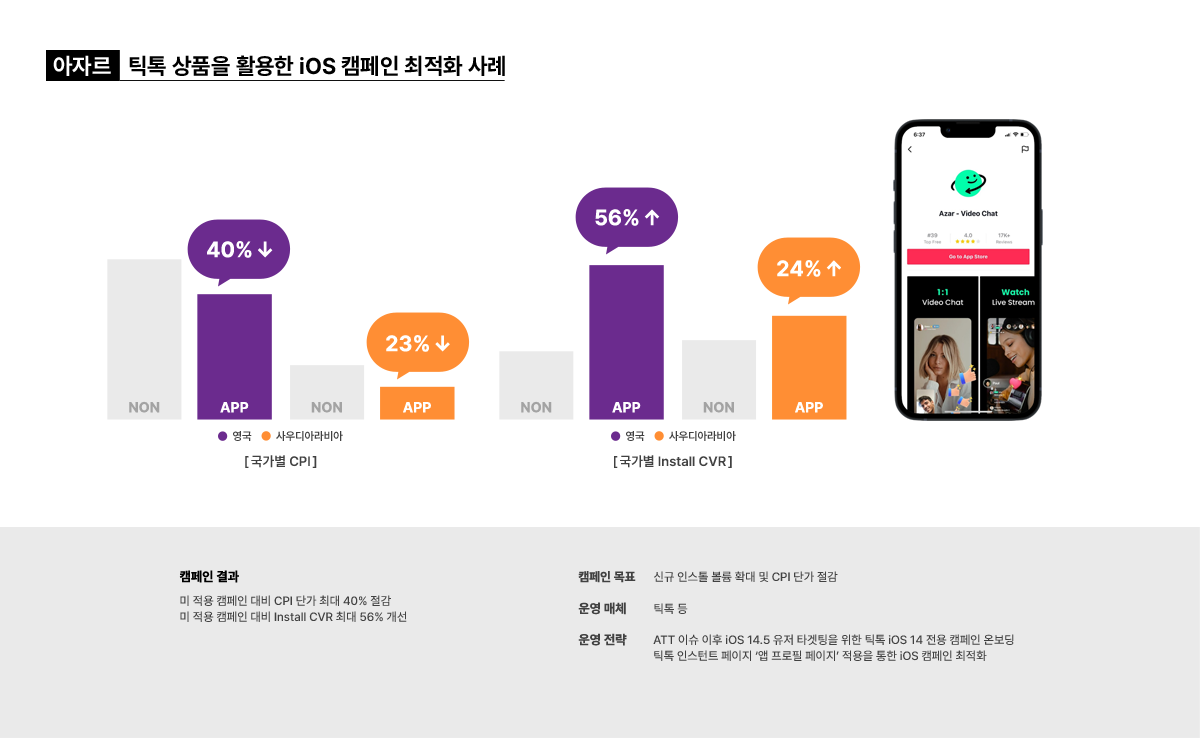 아자르 틱톡 상품을 활용한 iOS 캠페인 최적화 사례
40% ↓
23% ↓
56% ↑
24% ↑
NON
APP
NON
APP
NON
APP
NON
APP
영국 사우디아라비아
[국가별 CPI]
영국 사우디아라비아
[국가별 Install CVR]
6:37
Azar - Video Chat
#39 4.0 17K+
Top Free Reviews
Go to App Store
1:1
Video Chat
Watch
Live Stream
캠페인 결과
미 적용 캠페인 대비 CPI 단가 최대 40% 절감
미 적용 캠페인 대비 Install CVR 최대 56% 개선
캠페인 목표 신규 인스톨 볼륨 확대 및 CPI 단가 절감
운영 매체 틱톡 등
운영 전략 ATT 이슈 이후 iOS 14.5 유저 타겟팅을 위한 틱톡 iOS 14 전용 캠페인 온보딩
틱톡 인스턴트 페이지 ‘앱 프로필 페이지’ 적용을 통한 iOS 캠페인 최적화